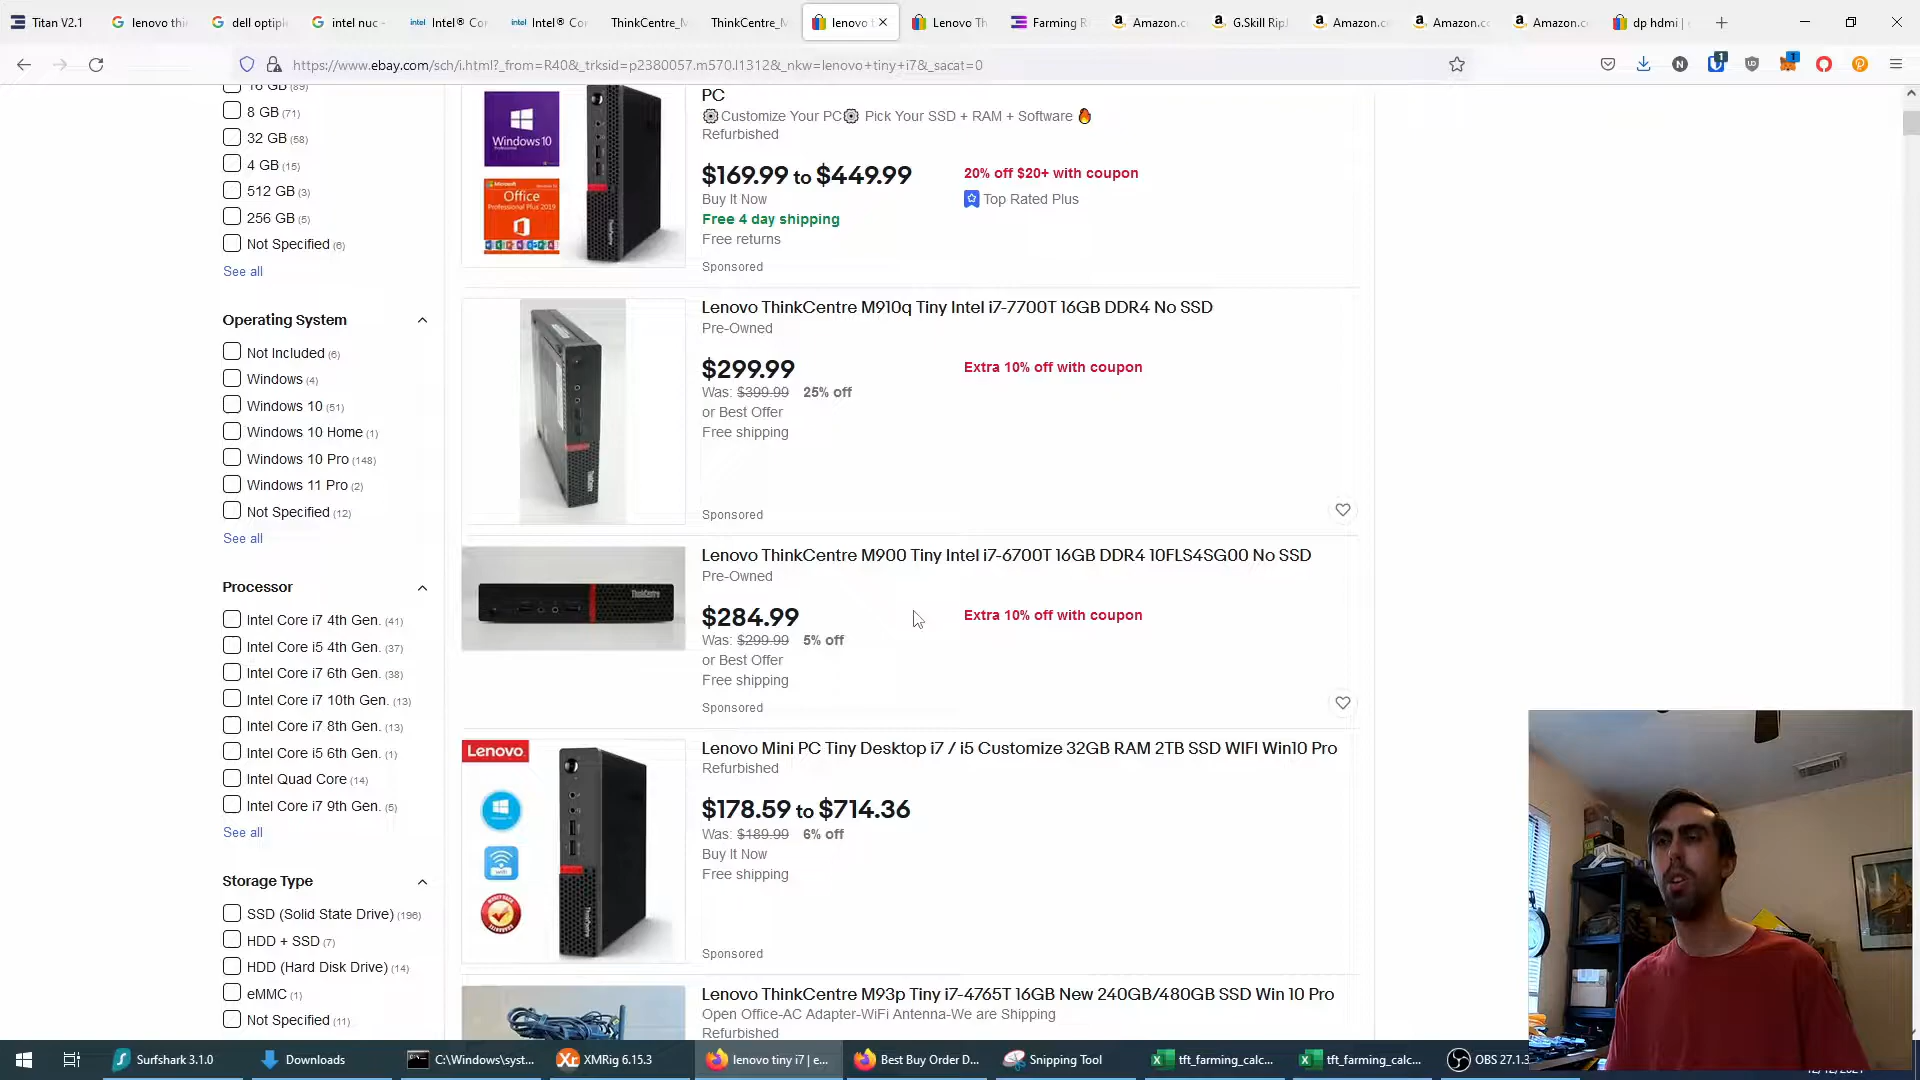 Titan V2.1
lenovo thi
dell optipl
intel nuc -
Intel® Co
Intel® Co
ThinkCentre_M
ThinkCentre_M
lenovo t
Lenovo Th
Farming R
Amazon.c
G.Skill Rip
Amazon.c
Amazon.c
Amazon.c
dp hdmi |
https://www.ebay.com/sch/i.html?_from=R40&_trksid=p2380057.m570.l1312&_nkw=lenovo+tiny+i7&_sacat=0
16 GB (89)
8 GB (71)
32 GB (58)
4 GB (15)
512 GB (3)
256 GB (5)
Not Specified (6)
See all
Operating System
Not Included (6)
Windows (4)
Windows 10 (51)
Windows 10 Home (1)
Windows 10 Pro (148)
Windows 11 Pro (2)
Not Specified (12)
See all
Processor
Intel Core i7 4th Gen. (41)
Intel Core i5 4th Gen. (37)
Intel Core i7 6th Gen. (38)
Intel Core i7 10th Gen. (13)
Intel Core i7 8th Gen. (13)
Intel Core i5 6th Gen. (1)
Intel Quad Core (14)
Intel Core i7 9th Gen. (5)
See all
Storage Type
SSD (Solid State Drive) (196)
HDD + SSD (7)
HDD (Hard Disk Drive) (14)
eMMC (1)
Not Specified (11)
Windows 10
Office
PC
Customize Your PC Pick Your SSD + RAM + Software
Refurbished
$169.99 to $449.99
20% off $20+ with coupon
Buy It Now
Top Rated Plus
Free 4 day shipping
Free returns
Sponsored
Lenovo ThinkCentre M910q Tiny Intel i7-7700T 16GB DDR4 No SSD
Pre-Owned
$299.99
Extra 10% off with coupon
Was: $399.99 25% off
or Best Offer
Free shipping
Sponsored
ThinkCentre
Lenovo ThinkCentre M900 Tiny Intel i7-6700T 16GB DDR4 10FLS4SG00 No SSD
Pre-Owned
$284.99
Extra 10% off with coupon
Was: $299.99 5% off
or Best Offer
Free shipping
Sponsored
Lenovo.
wifi
Lenovo Mini PC Tiny Desktop i7 / i5 Customize 32GB RAM 2TB SSD WIFI Win10 Pro
Refurbished
$178.59 to $714.36
Was: $189.99 6% off
Buy It Now
Free shipping
Sponsored
Lenovo ThinkCentre M93p Tiny i7-4765T 16GB New 240GB/480GB SSD Win 10 Pro
Open Office-AC Adapter-WiFi Antenna-We are Shipping
Refurbished
Surfshark 3.1.0
Downloads
C:\Windows\syst...
XMRig 6.15.3
lenovo tiny i7 | e...
Best Buy Order D...
Snipping Tool
tft_farming_calc...
tft_farming_calc...
OBS 27.1.3